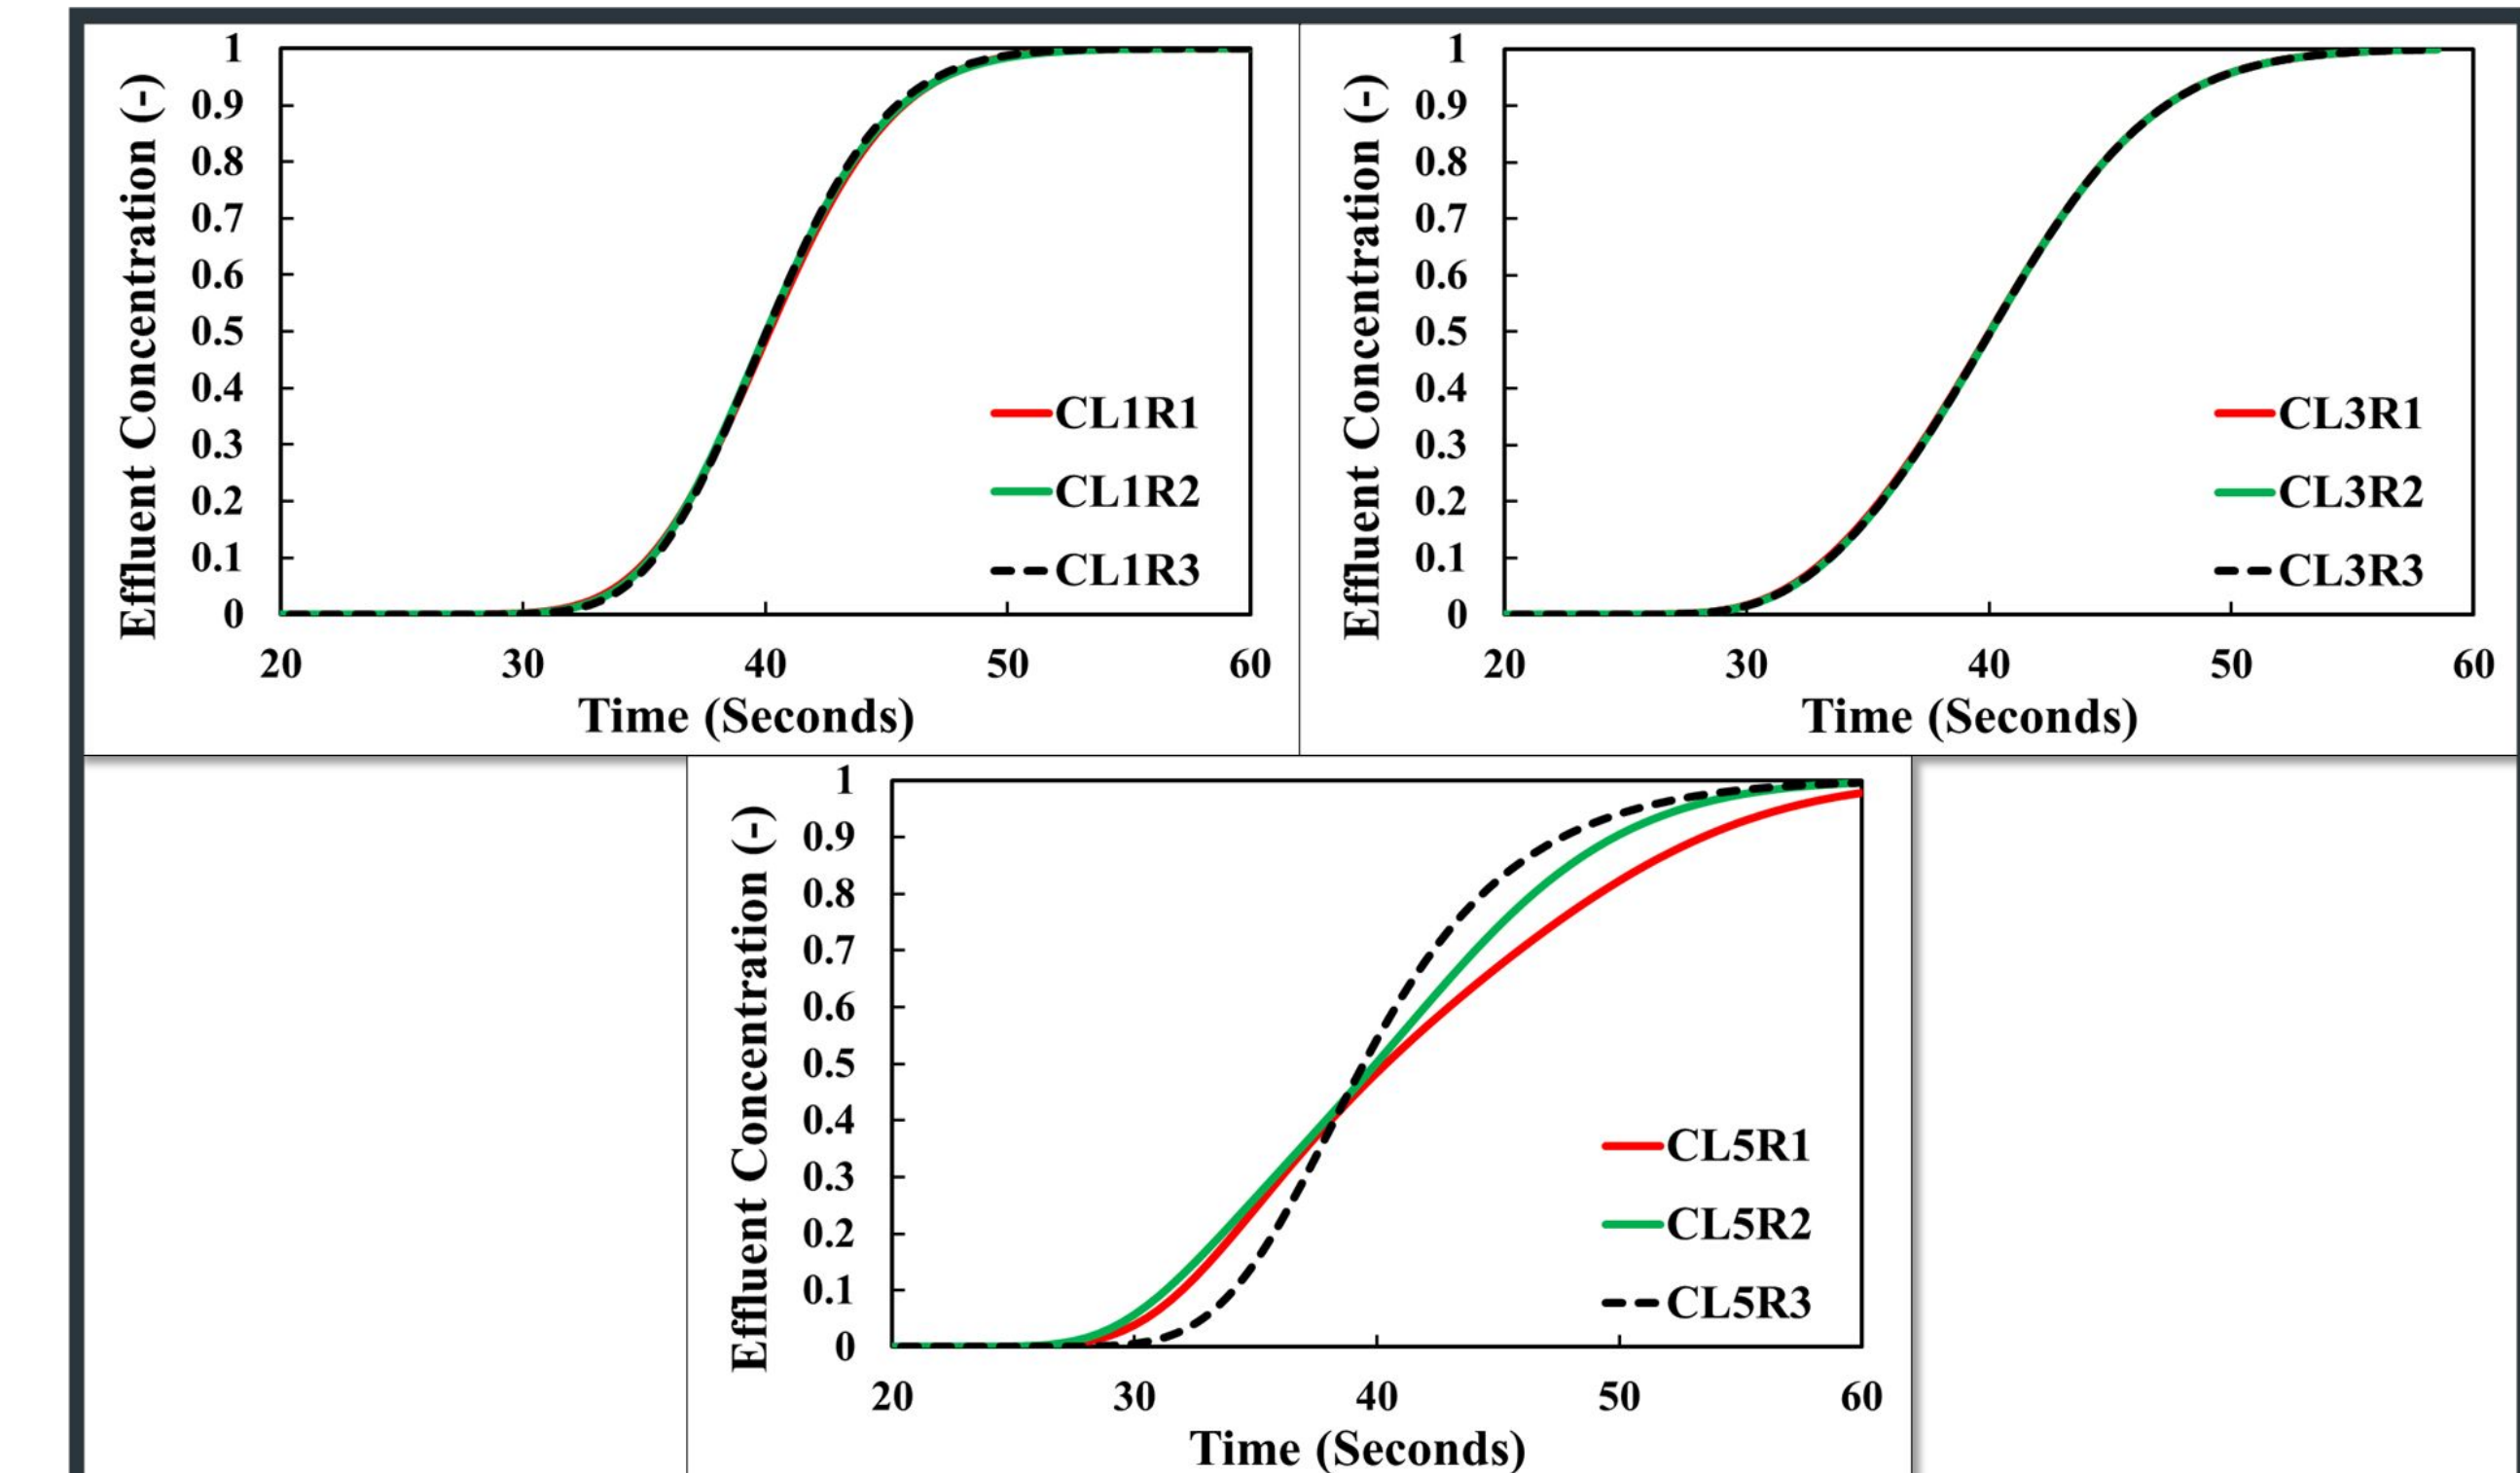 Effluent Concentration (-)
1
0.9
0.8
0.7
0.6
0.5
0.4
0.3
0.2
0.1
0
20 30 40 50 60
Time (Seconds)
CL1R1
CL1R2
CL1R3
Effluent Concentration (-)
1
0.9
0.8
0.7
0.6
0.5
0.4
0.3
0.2
0.1
0
20 30 40 50 60
Time (Seconds)
CL3R1
CL3R2
CL3R3
Effluent Concentration (-)
1
0.9
0.8
0.7
0.6
0.5
0.4
0.3
0.2
0.1
0
20 30 40 50 60
Time (Seconds)
CL5R1
CL5R2
CL5R3